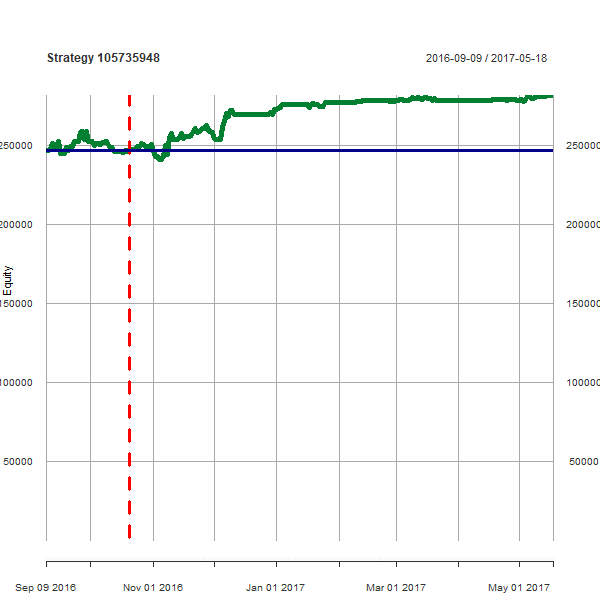 Strategy 105735948
2016-09-09 / 2017-05-18
250000
250000
200000
200000
Equity
150000
150000
100000
100000
50000
50000
Sep 09 2016
Nov 01 2016
Jan 01 2017
Mar 01 2017
May 01 2017